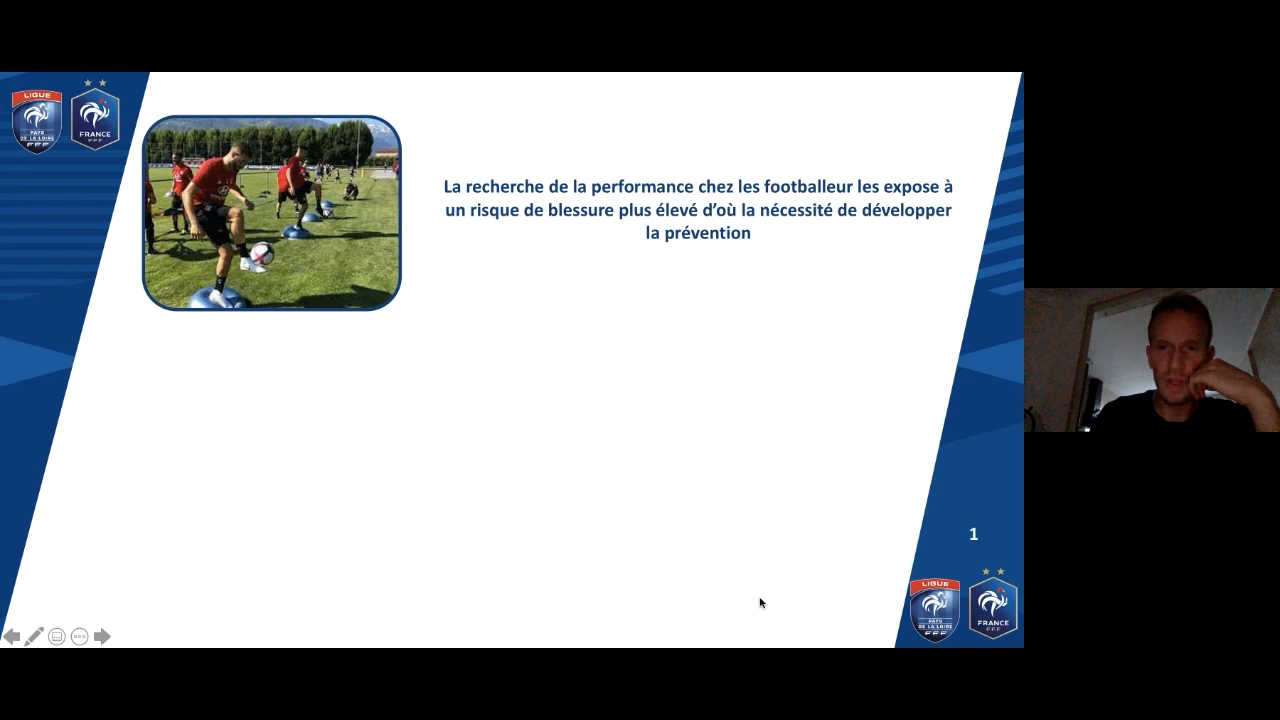 LIGUE
PAYS
DE LA LOIRE
FFF
FRANCE
FFF
La recherche de la performance chez les footballeur les expose à
un risque de blessure plus élevé d’où la nécessité de développer
la prévention
1
LIGUE
PAYS
DE LA LOIRE
FFF
FRANCE
FFF